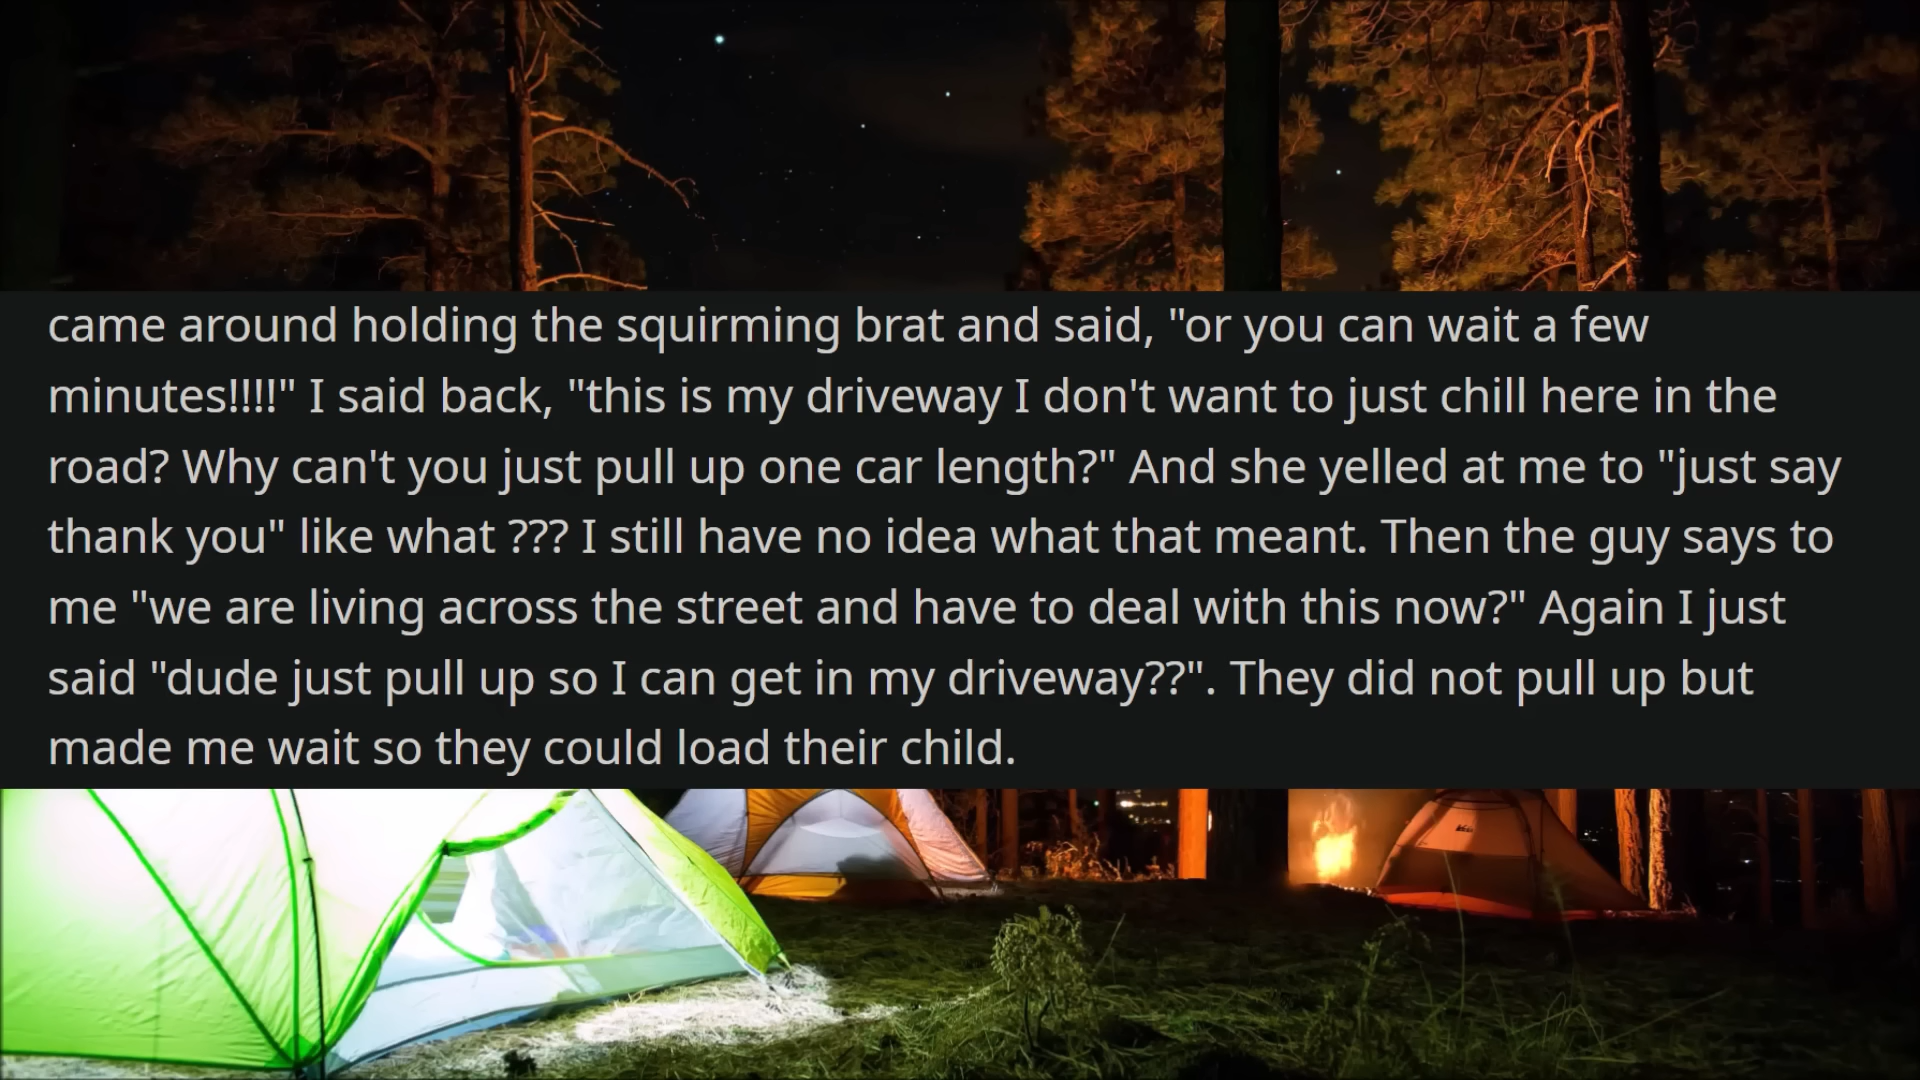 came around holding the squirming brat and said, "or you can wait a few
minutes!!!!" I said back, "this is my driveway I don't want to just chill here in the
road? Why can't you just pull up one car length?" And she yelled at me to "just say
thank you" like what ??? I still have no idea what that meant. Then the guy says to
me "we are living across the street and have to deal with this now?" Again I just
said "dude just pull up so I can get in my driveway??". They did not pull up but
made me wait so they could load their child.